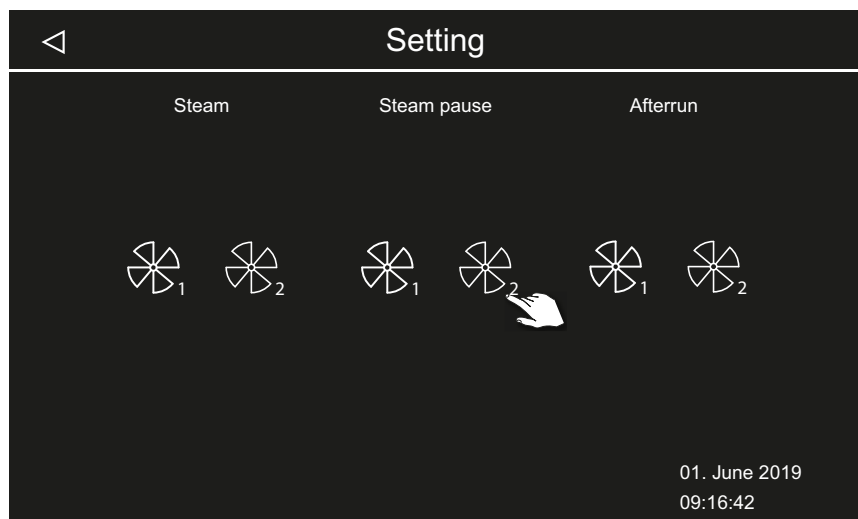 Setting
Steam Steam pause Afterrun
1 2 1 2 1 2
01. June 2019
09:16:42